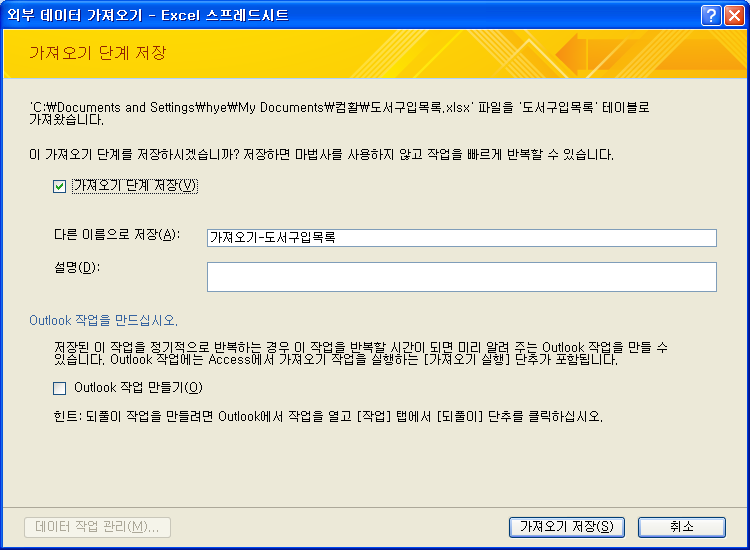 외부 데이터 가져오기 - Excel 스프레드시트
가져오기 단계 저장
'C:₩Documents and Settings₩hye₩My Documents₩컴활₩도서구입목록.xlsx' 파일을 '도서구입목록' 테이블로
가져왔습니다.
이 가져오기 단계를 저장하시겠습니까? 저장하면 마법사를 사용하지 않고 작업을 빠르게 반복할 수 있습니다.
가져오기 단계 저장(V)
다른 이름으로 저장(A):
가져오기-도서구입목록
설명(D):
Outlook 작업을 만드십시오.
저장된 이 작업을 정기적으로 반복하는 경우 이 작업을 반복할 시간이 되면 미리 알려 주는 Outlook 작업을 만들 수
있습니다. Outlook 작업에는 Access에서 가져오기 작업을 실행하는 [가져오기 실행] 단추가 포함됩니다.
Outlook 작업 만들기(O)
힌트: 되풀이 작업을 만들려면 Outlook에서 작업을 열고 [작업] 탭에서 [되풀이] 단추를 클릭하십시오.
데이터 작업 관리(M)...
가져오기 저장(S)
취소